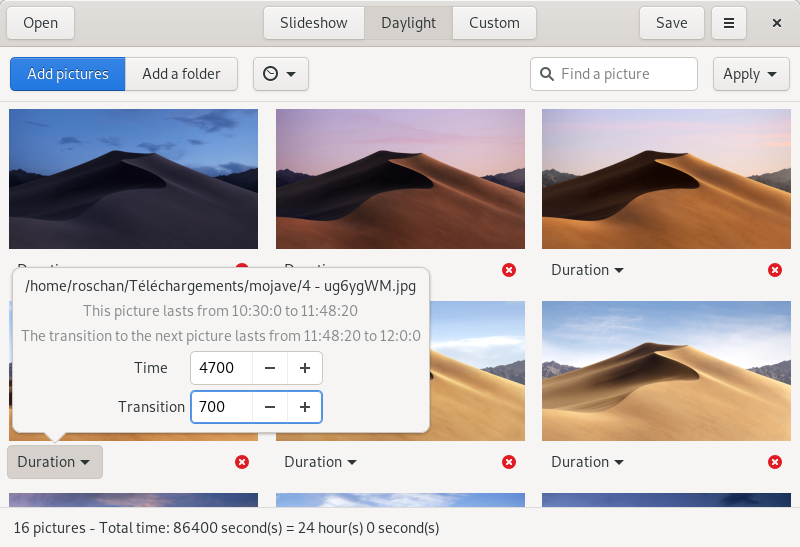 Open Slideshow Daylight Custom Save
Add pictures Add a folder Find a picture Apply
Duration
/home/roschan/Téléchargements/mojave/4 - ug6ygWM.jpg
This picture lasts from 10:30:0 to 11:48:20
The transition to the next picture lasts from 11:48:20 to 12:0:0
Time 4700
Transition 700
Duration Duration Duration
16 pictures - Total time: 86400 second(s) = 24 hour(s) 0 second(s)